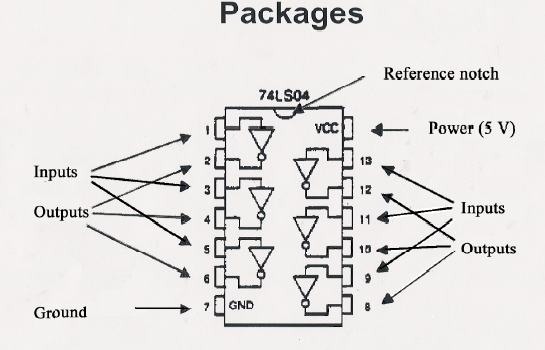 Packages
Reference notch
74LS04
1 VCC Power (5 V)
2 13
Inputs 3 12
Outputs 4 11 Inputs
5 10 Outputs
6 9
Ground 7 GND 8